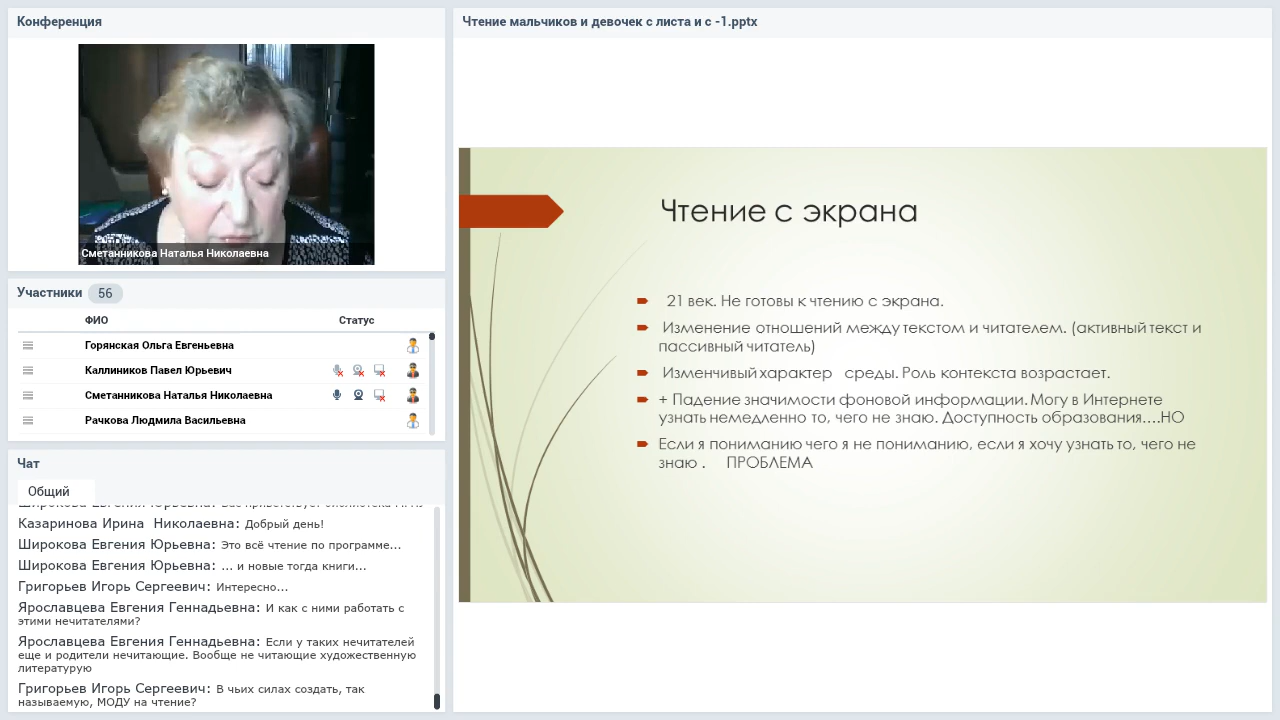 Конференция
Сметанникова Наталья Николаевна
Участники 56
ФИО Статус
Горянская Ольга Евгеньевна
Каллиников Павел Юрьевич
Сметанникова Наталья Николаевна
Рачкова Людмила Васильевна
Чат
Общий
Казаринова Ирина Николаевна: Добрый день!
Широкова Евгения Юрьевна: Это всё чтение по программе...
Широкова Евгения Юрьевна: ... и новые тогда книги...
Григорьев Игорь Сергеевич: Интересно...
Ярославцева Евгения Геннадьевна: И как с ними работать с
этими нечитателями?
Ярославцева Евгения Геннадьевна: Если у таких нечитателей
еще и родители нечитающие. Вообще не читающие художественную
литературую
Григорьев Игорь Сергеевич: В чьих силах создать, так
называемую, МОДУ на чтение?
Чтение мальчиков и девочек с листа и с -1.pptx
Чтение с экрана
21 век. Не готовы к чтению с экрана.
Изменение отношений между текстом и читателем. (активный текст и
пассивный читатель)
Изменчивый характер среды. Роль контекста возрастает.
+ Падение значимости фоновой информации. Могу в Интернете
узнать немедленно то, чего не знаю. Доступность образования….НО
Если я пониманию чего я не пониманию, если я хочу узнать то, чего не
знаю . ПРОБЛЕМА